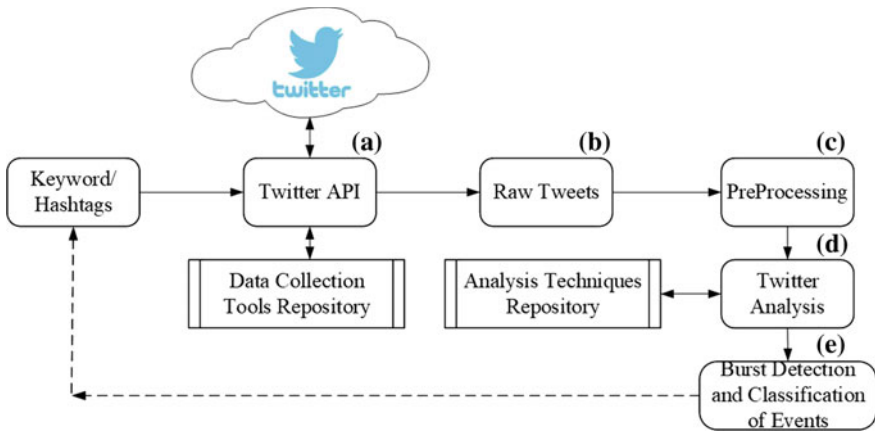 twitter
(a)
(b)
(c)
Keyword/
Hashtags
Twitter API
Raw Tweets
PreProcessing
(d)
Data Collection
Tools Repository
Analysis Techniques
Repository
Twitter
Analysis
(e)
Burst Detection
and Classification
of Events